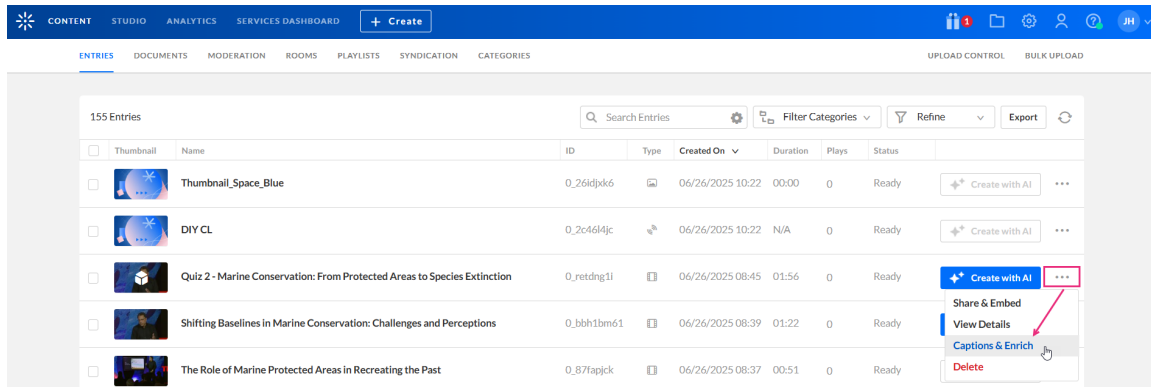 CONTENT STUDIO ANALYTICS SERVICES DASHBOARD + Create 1 ? JH
ENTRIES DOCUMENTS MODERATION ROOMS PLAYLISTS SYNDICATION CATEGORIES UPLOAD CONTROL BULK UPLOAD
155 Entries Search Entries Filter Categories Refine Export
Thumbnail Name ID Type Created On Duration Plays Status
Thumbnail_Space_Blue 0_26idjxk6 06/26/2025 10:22 00:00 0 Ready Create with AI
DIY CL 0_2c46l4jc 06/26/2025 10:22 N/A 0 Ready Create with AI
Quiz 2 - Marine Conservation: From Protected Areas to Species Extinction 0_retdng1i 06/26/2025 08:45 01:56 0 Ready Create with AI
Share & Embed
Shifting Baselines in Marine Conservation: Challenges and Perceptions 0_bbh1bm61 06/26/2025 08:39 01:22 0 Ready View Details
Captions & Enrich
The Role of Marine Protected Areas in Recreating the Past 0_87fapjck 06/26/2025 08:37 00:51 0 Ready Delete